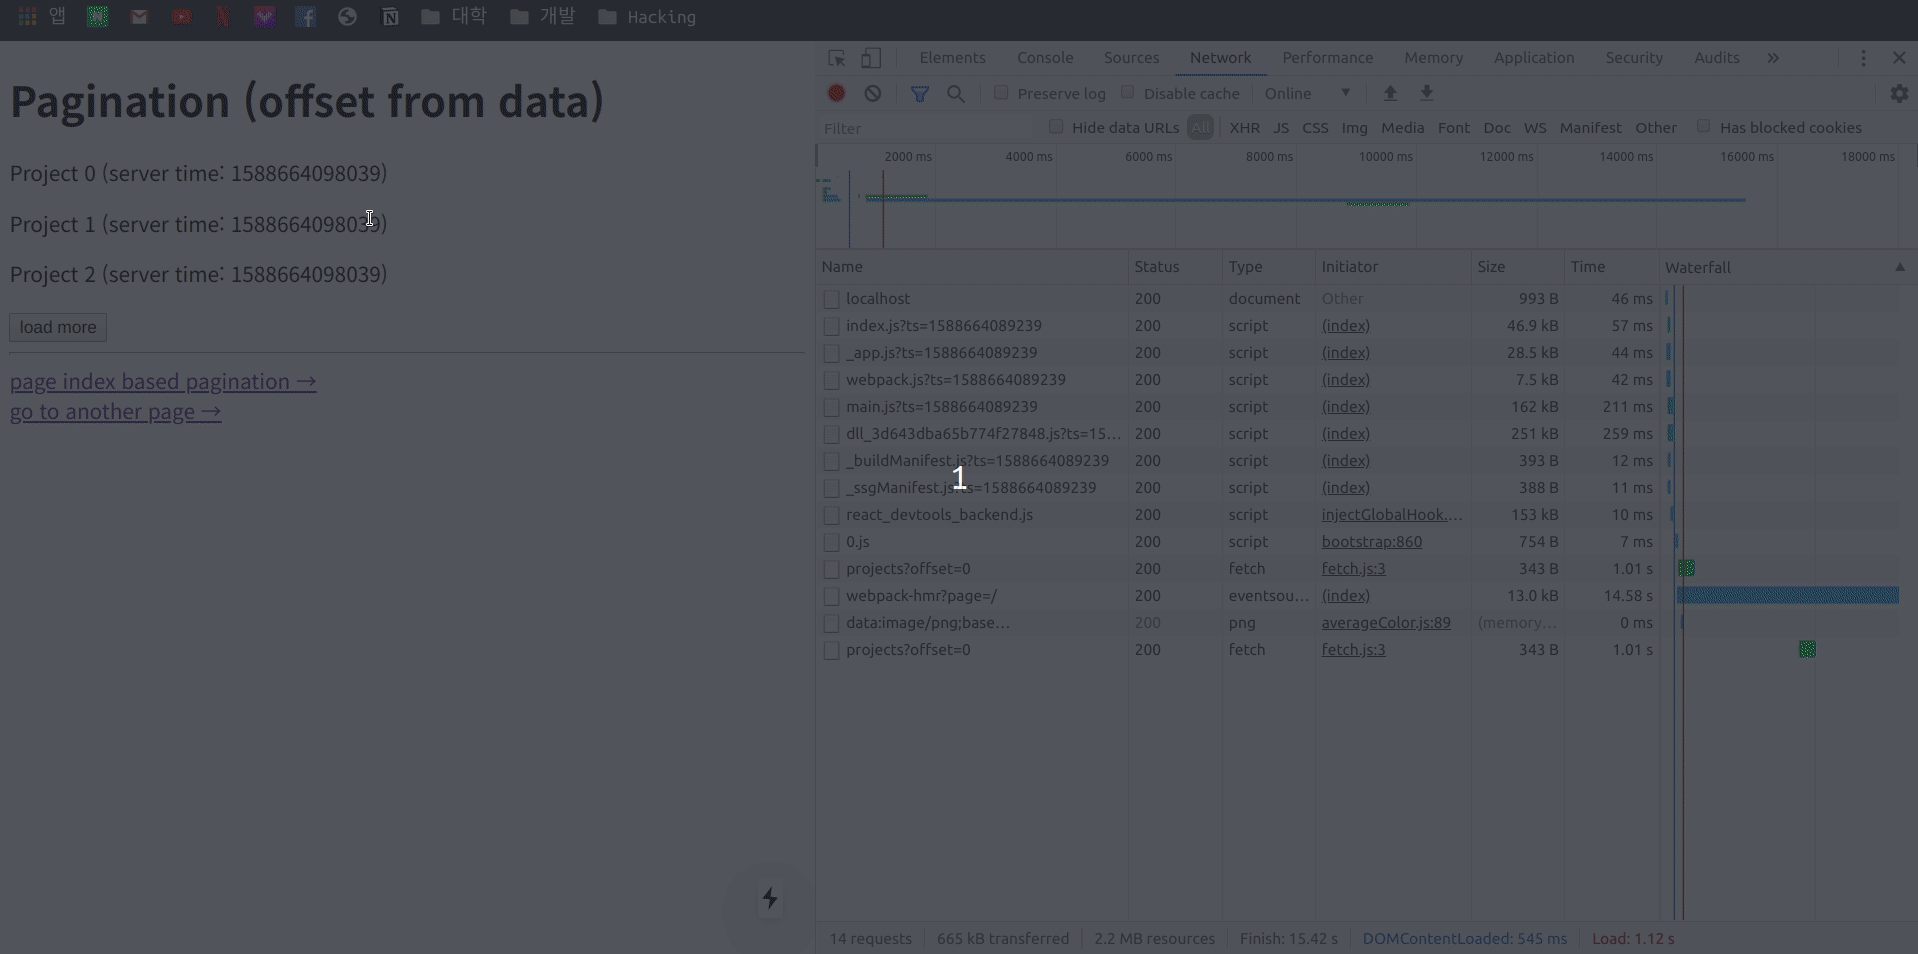 앱 대학 개발 Hacking
Pagination (offset from data)
Project 0 (server time: 1588664098039)
Project 1 (server time: 1588664098039)
Project 2 (server time: 1588664098039)
load more
page index based pagination →
go to another page →
Elements Console Sources Network Performance Memory Application Security Audits »
Preserve log Disable cache Online
Filter Hide data URLs All XHR JS CSS Img Media Font Doc WS Manifest Other Has blocked cookies
2000 ms 4000 ms 6000 ms 8000 ms 10000 ms 12000 ms 14000 ms 16000 ms 18000 ms
Name Status Type Initiator Size Time Waterfall
localhost 200 document Other 993 B 46 ms
index.js?ts=1588664089239 200 script (index) 46.9 kB 57 ms
_app.js?ts=1588664089239 200 script (index) 28.5 kB 44 ms
webpack.js?ts=1588664089239 200 script (index) 7.5 kB 42 ms
main.js?ts=1588664089239 200 script (index) 162 kB 211 ms
dll_3d643dba65b774f27848.js?ts=15... 200 script (index) 251 kB 259 ms
_buildManifest.js?ts=1588664089239 200 script (index) 393 B 12 ms
1
_ssgManifest.js?ts=1588664089239 200 script (index) 388 B 11 ms
react_devtools_backend.js 200 script injectGlobalHook.... 153 kB 10 ms
0.js 200 script bootstrap:860 754 B 7 ms
projects?offset=0 200 fetch fetch.js:3 343 B 1.01 s
webpack-hmr?page=/ 200 eventsou... (index) 13.0 kB 14.58 s
data:image/png;base... 200 png averageColor.js:89 (memory... 0 ms
projects?offset=0 200 fetch fetch.js:3 343 B 1.01 s
14 requests 665 kB transferred 2.2 MB resources Finish: 15.42 s DOMContentLoaded: 545 ms Load: 1.12 s